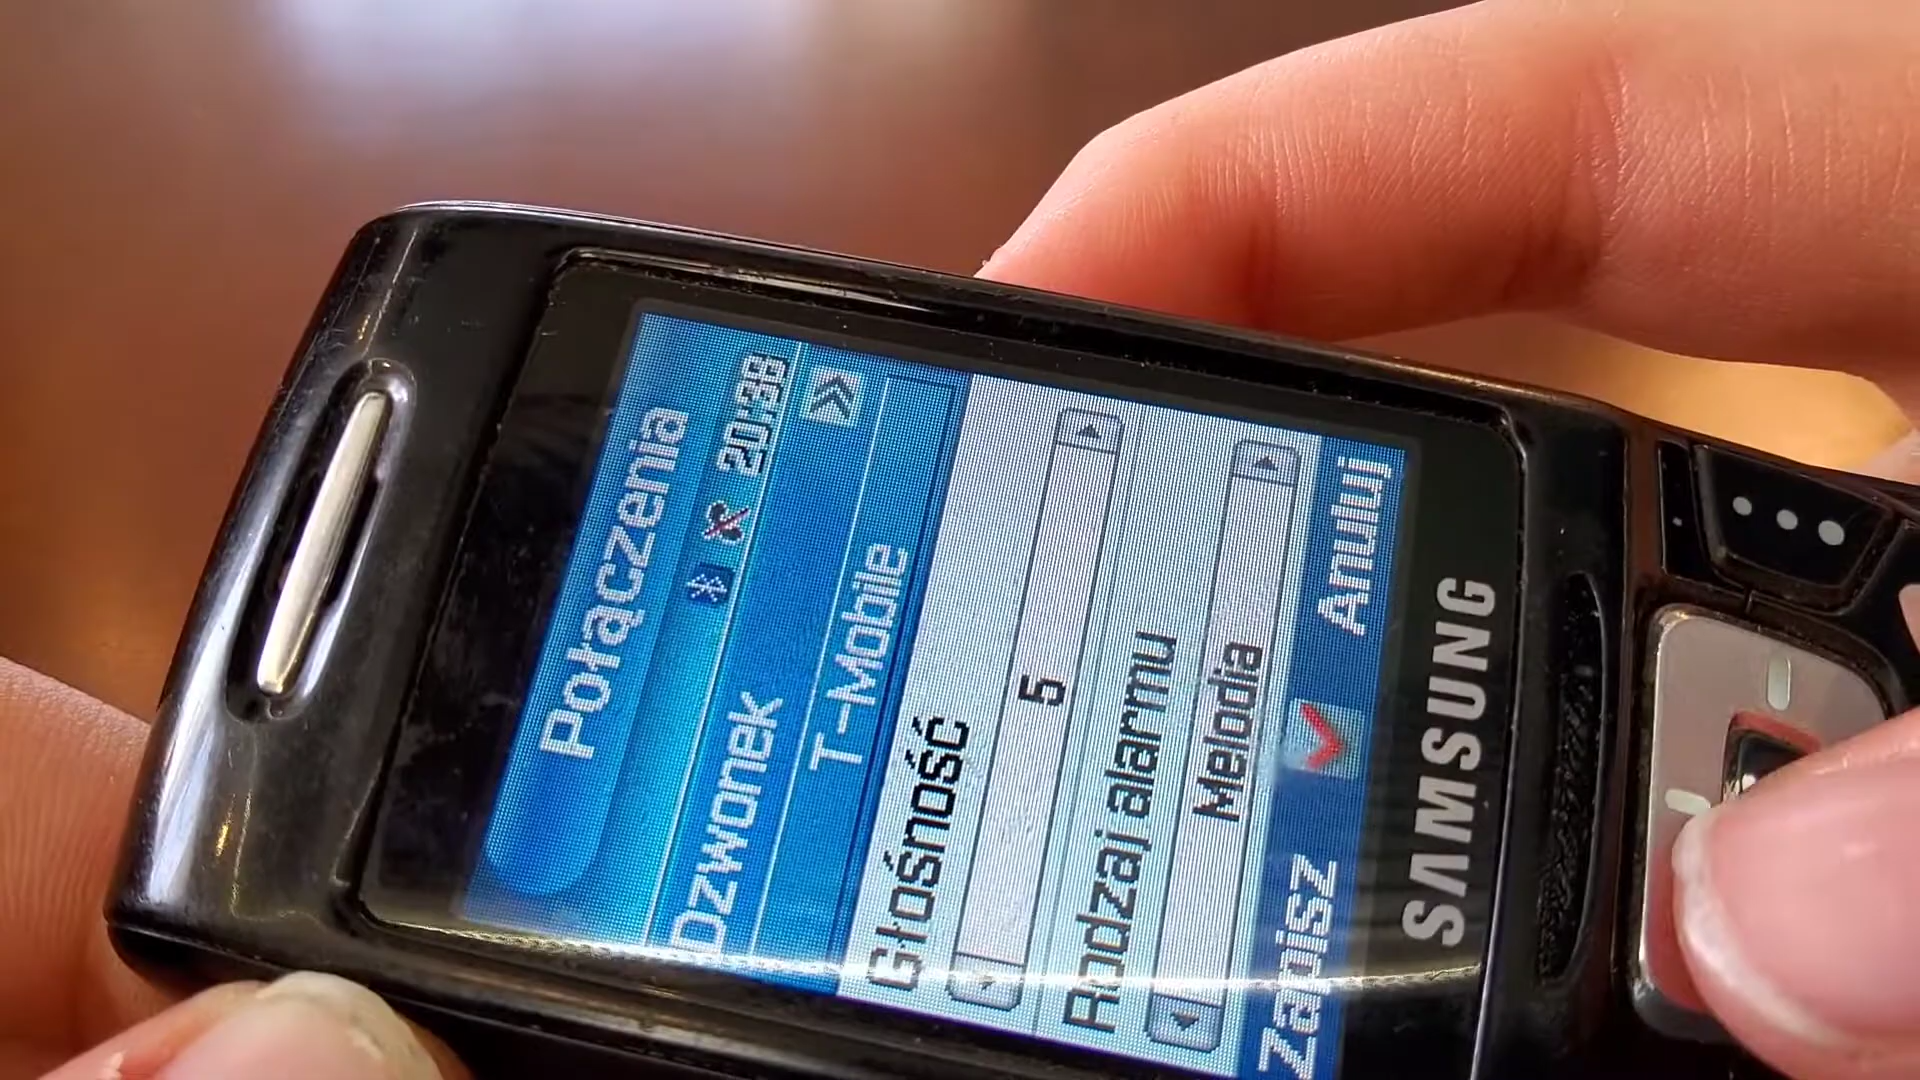 Połączenia
20:38
Dzwonek
T-Mobile
Głośność
5
Rodzaj alarmu
Melodia
Zapisz
Anuluj
SAMSUNG